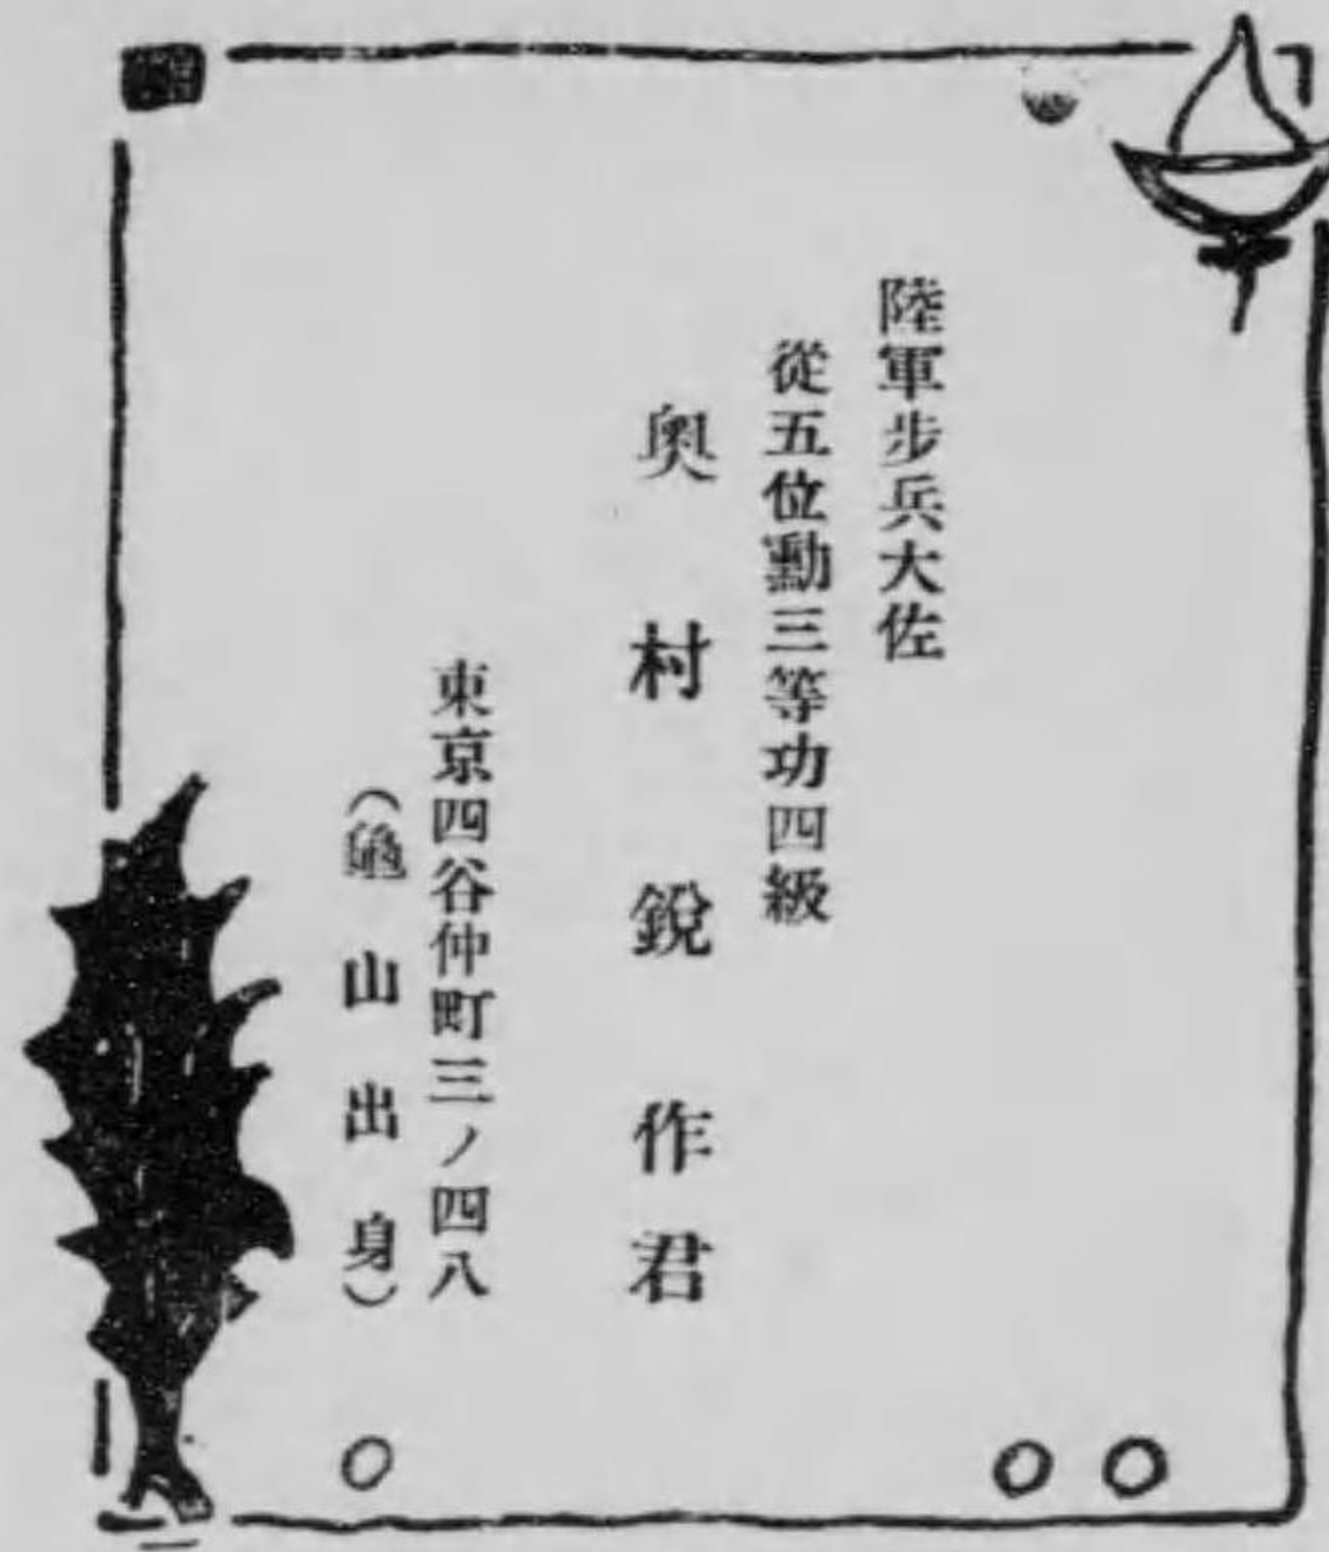 陸軍步兵大佐
從五位勳三等功四級
奥村銳作君
東京四谷仲町三ノ四八
（龜山出身）